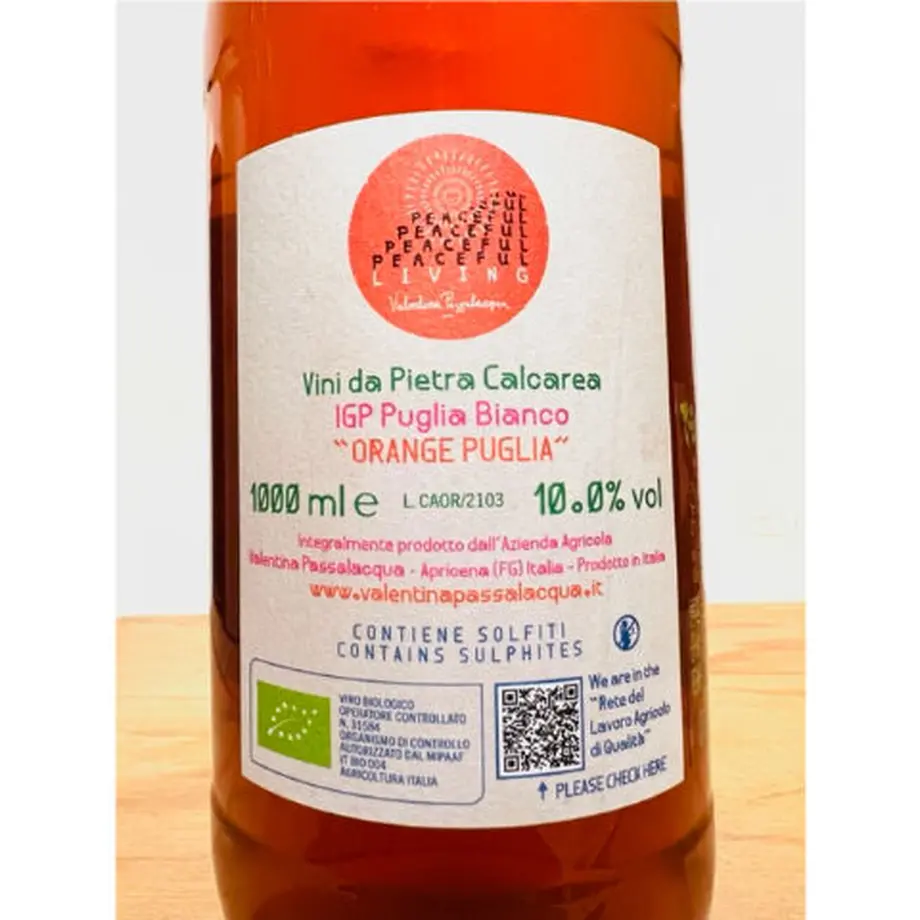 PEACEFUL
PEACEFUL
PEACEFUL
PEACEFUL
LIVING
Valentina Passalacqua
Vini da Pietra Calcarea
IGP Puglia Bianco
"ORANGE PUGLIA"
1000 ml e L.CAOR/2103 10.0% vol
Integralmente prodotto dall'Azienda Agricola
Valentina Passalacqua - Apricena (FG) Italia - Prodotto in Italia
www.valentinapassalacqua.it
CONTIENE SOLFITI
CONTAINS SULPHITES
VINO BIOLOGICO
OPERATORE CONTROLLATO
N. 31584
ORGANISMO DI CONTROLLO
AUTORIZZATO DAL MIPAAF
IT BIO 004
AGRICOLTURA ITALIA
We are in the
"Rete del
Lavoro Agricolo
di Qualità"
↑ PLEASE CHECK HERE